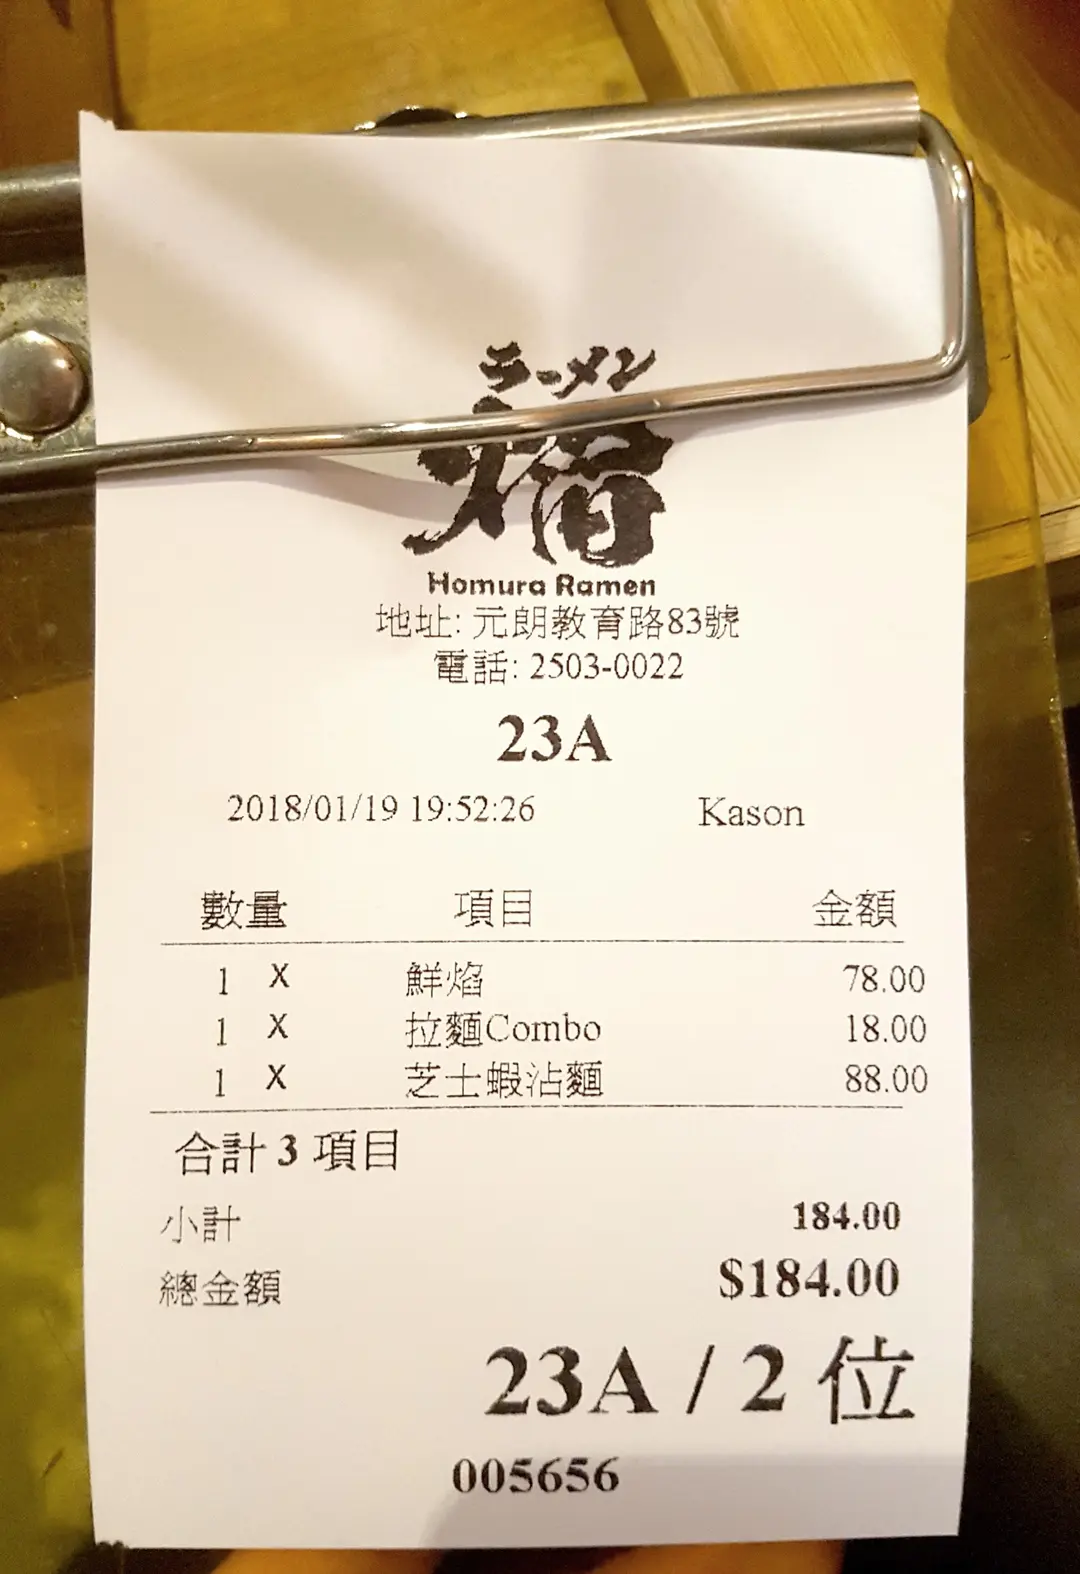 ラーメン
焰
Homura Ramen
地址: 元朗教育路83號
電話: 2503-0022
23A
2018/01/19 19:52:26 Kason
數量 項目 金額
1 X 鮮焰 78.00
1 X 拉麵Combo 18.00
1 X 芝士蝦沾麵 88.00
合計 3 項目
小計 184.00
總金額 $184.00
23A / 2 位
005656